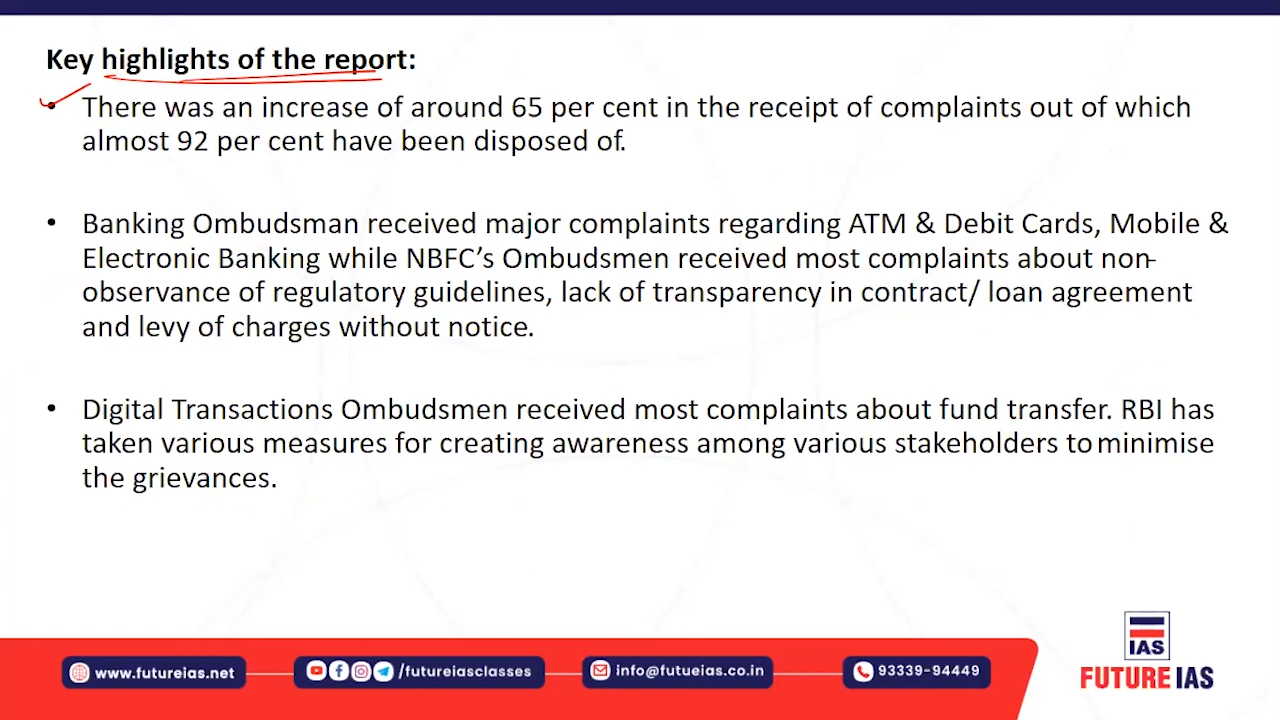 Key highlights of the report:
• There was an increase of around 65 per cent in the receipt of complaints out of which
almost 92 per cent have been disposed of.
• Banking Ombudsman received major complaints regarding ATM & Debit Cards, Mobile &
Electronic Banking while NBFC’s Ombudsmen received most complaints about non-
observance of regulatory guidelines, lack of transparency in contract/ loan agreement
and levy of charges without notice.
• Digital Transactions Ombudsmen received most complaints about fund transfer. RBI has
taken various measures for creating awareness among various stakeholders to minimise
the grievances.
IAS
FUTURE IAS
www.futureias.net
/futureiasclasses
info@futueias.co.in
93339-94449